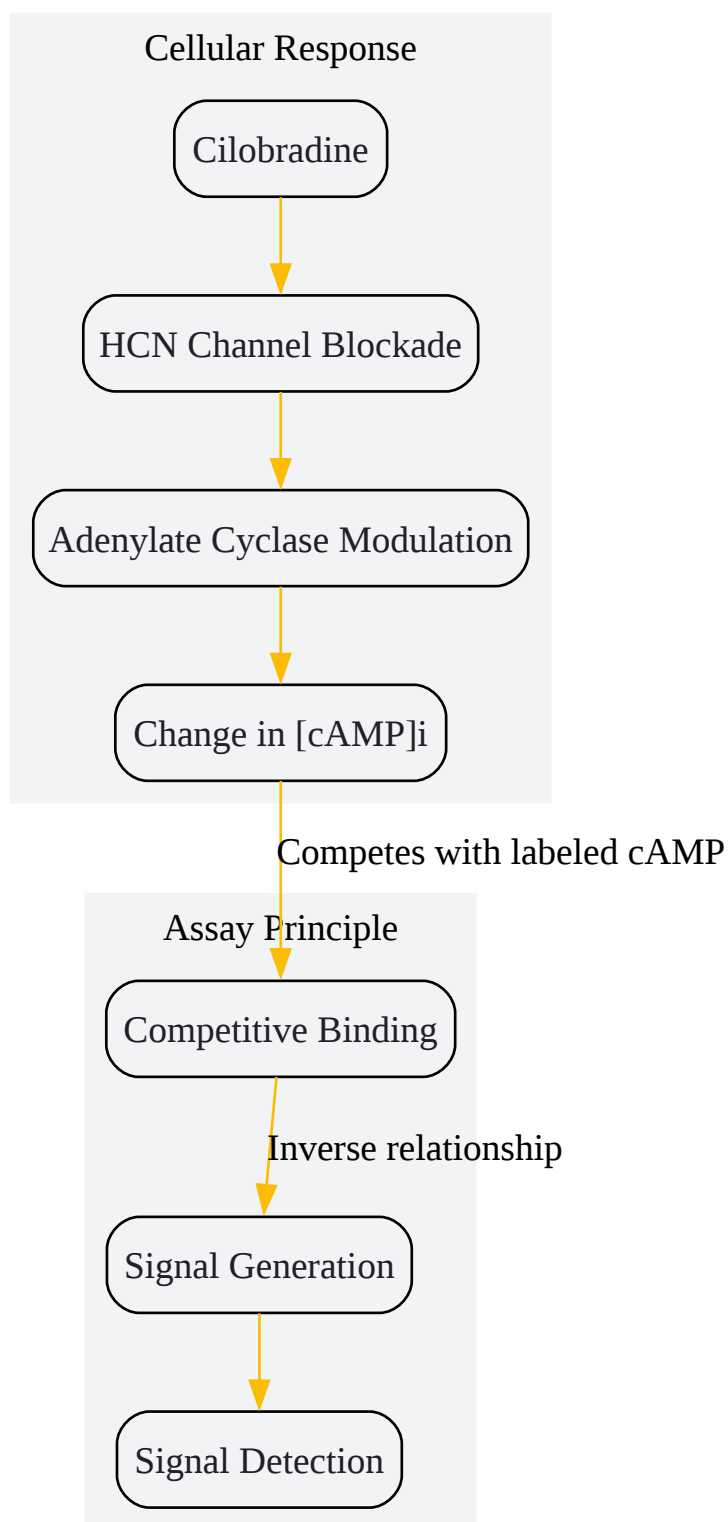 Cellular Response
Cilobradine
HCN Channel Blockade
Adenylate Cyclase Modulation
Change in [cAMP]i
Competes with labeled cAMP
Assay Principle
Competitive Binding
Inverse relationship
Signal Generation
Signal Detection